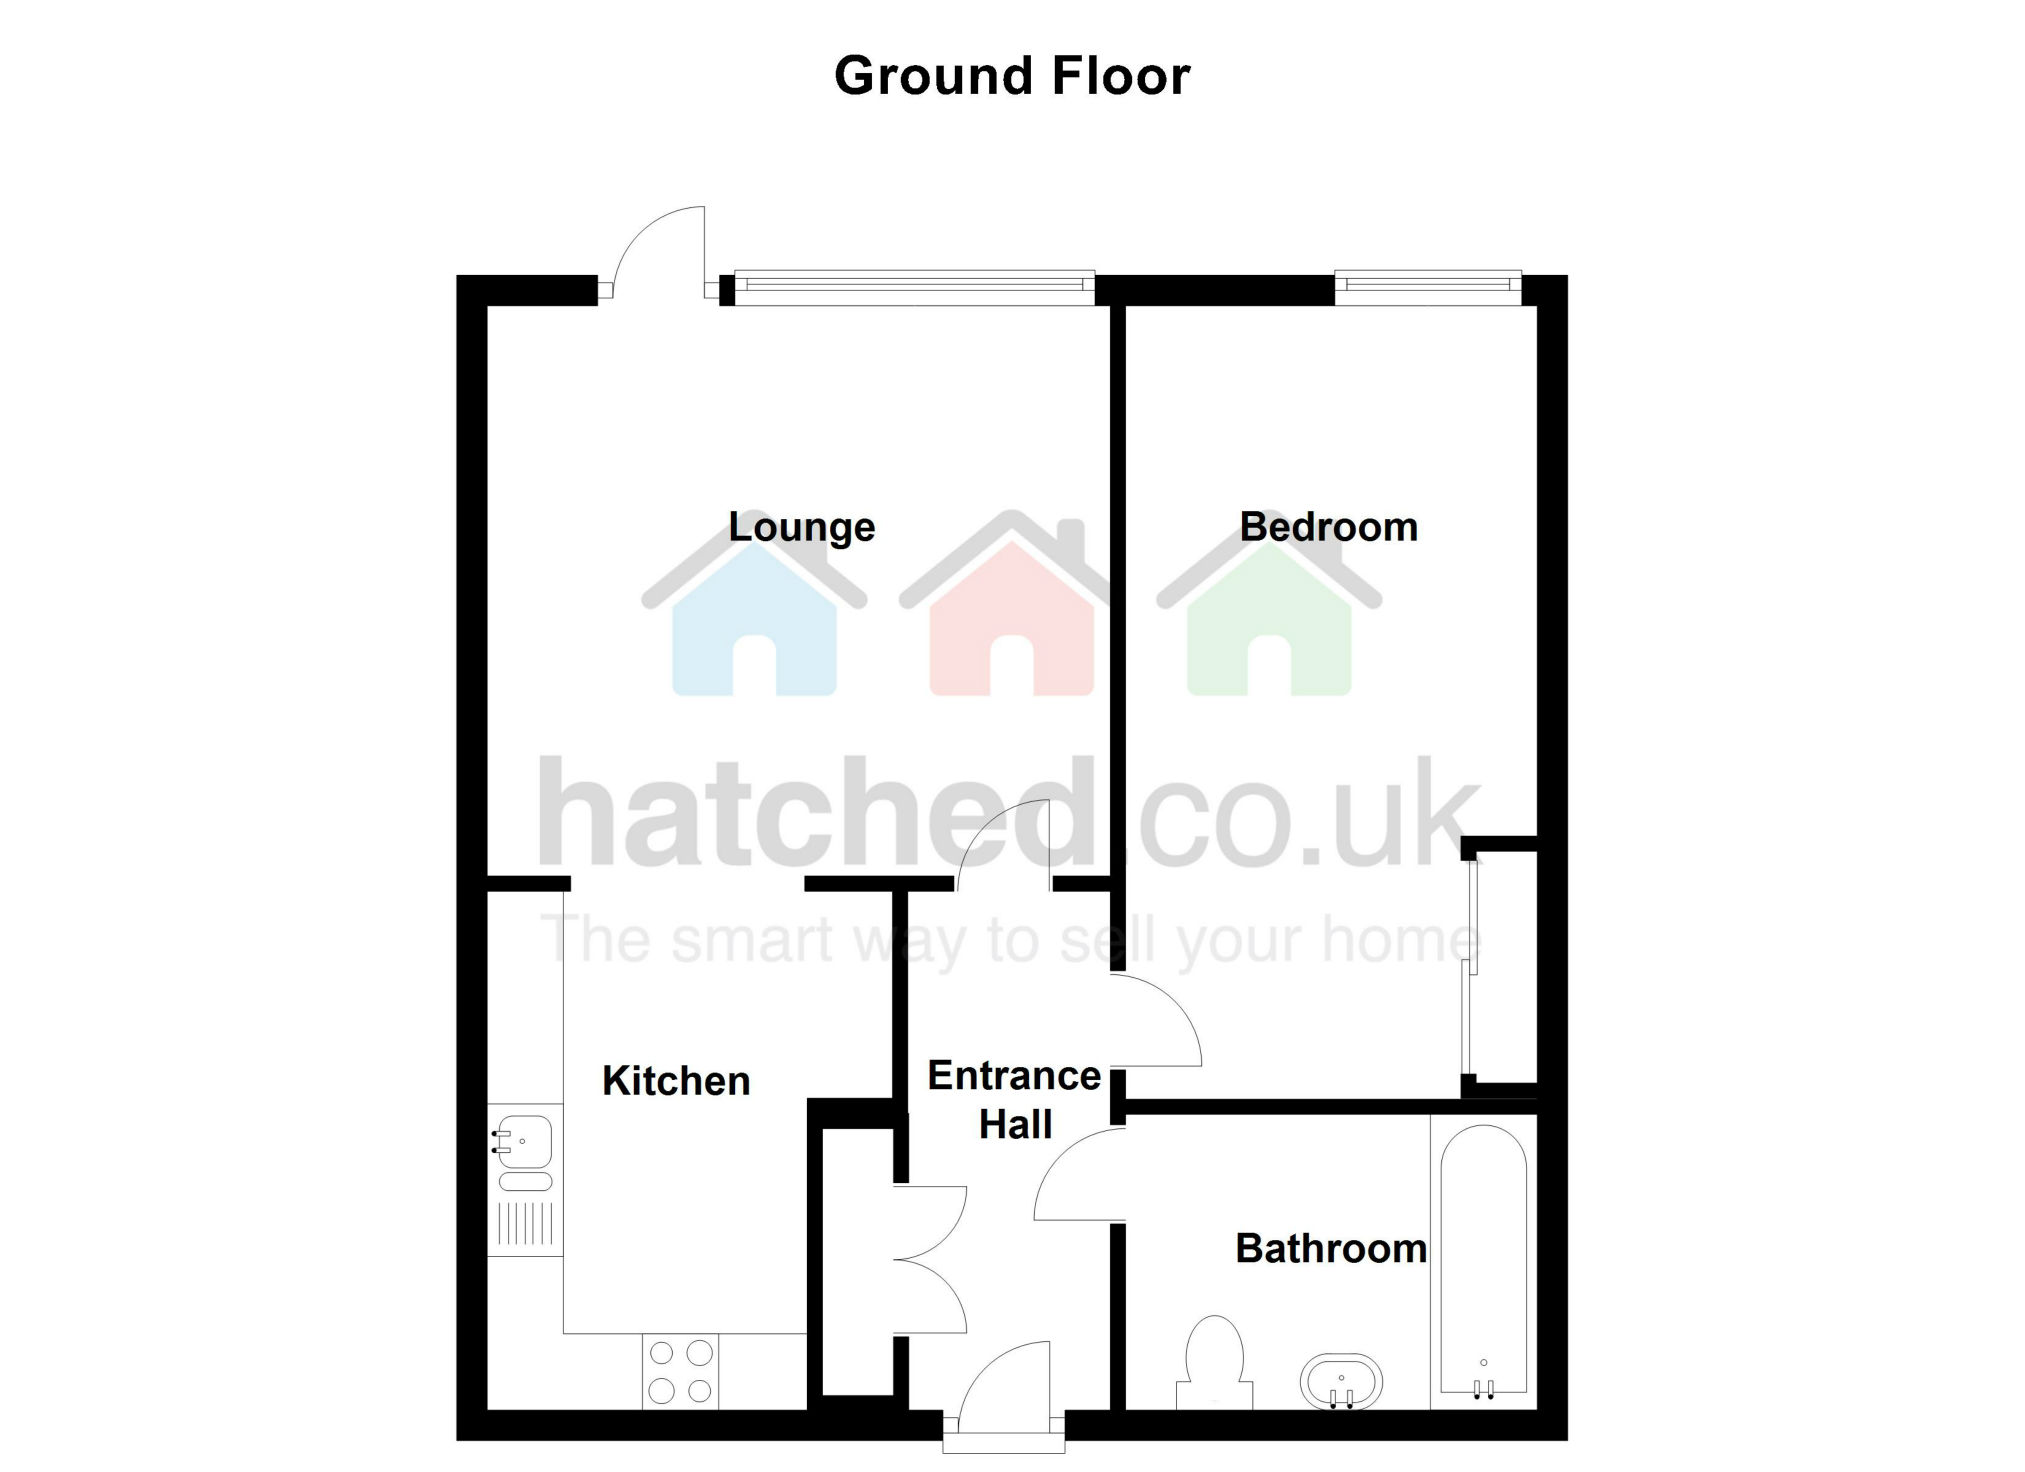 Ground Floor
Lounge
Bedroom
hatched.co.uk
The smart way to sell your home
Kitchen
Entrance
Hall
Bathroom